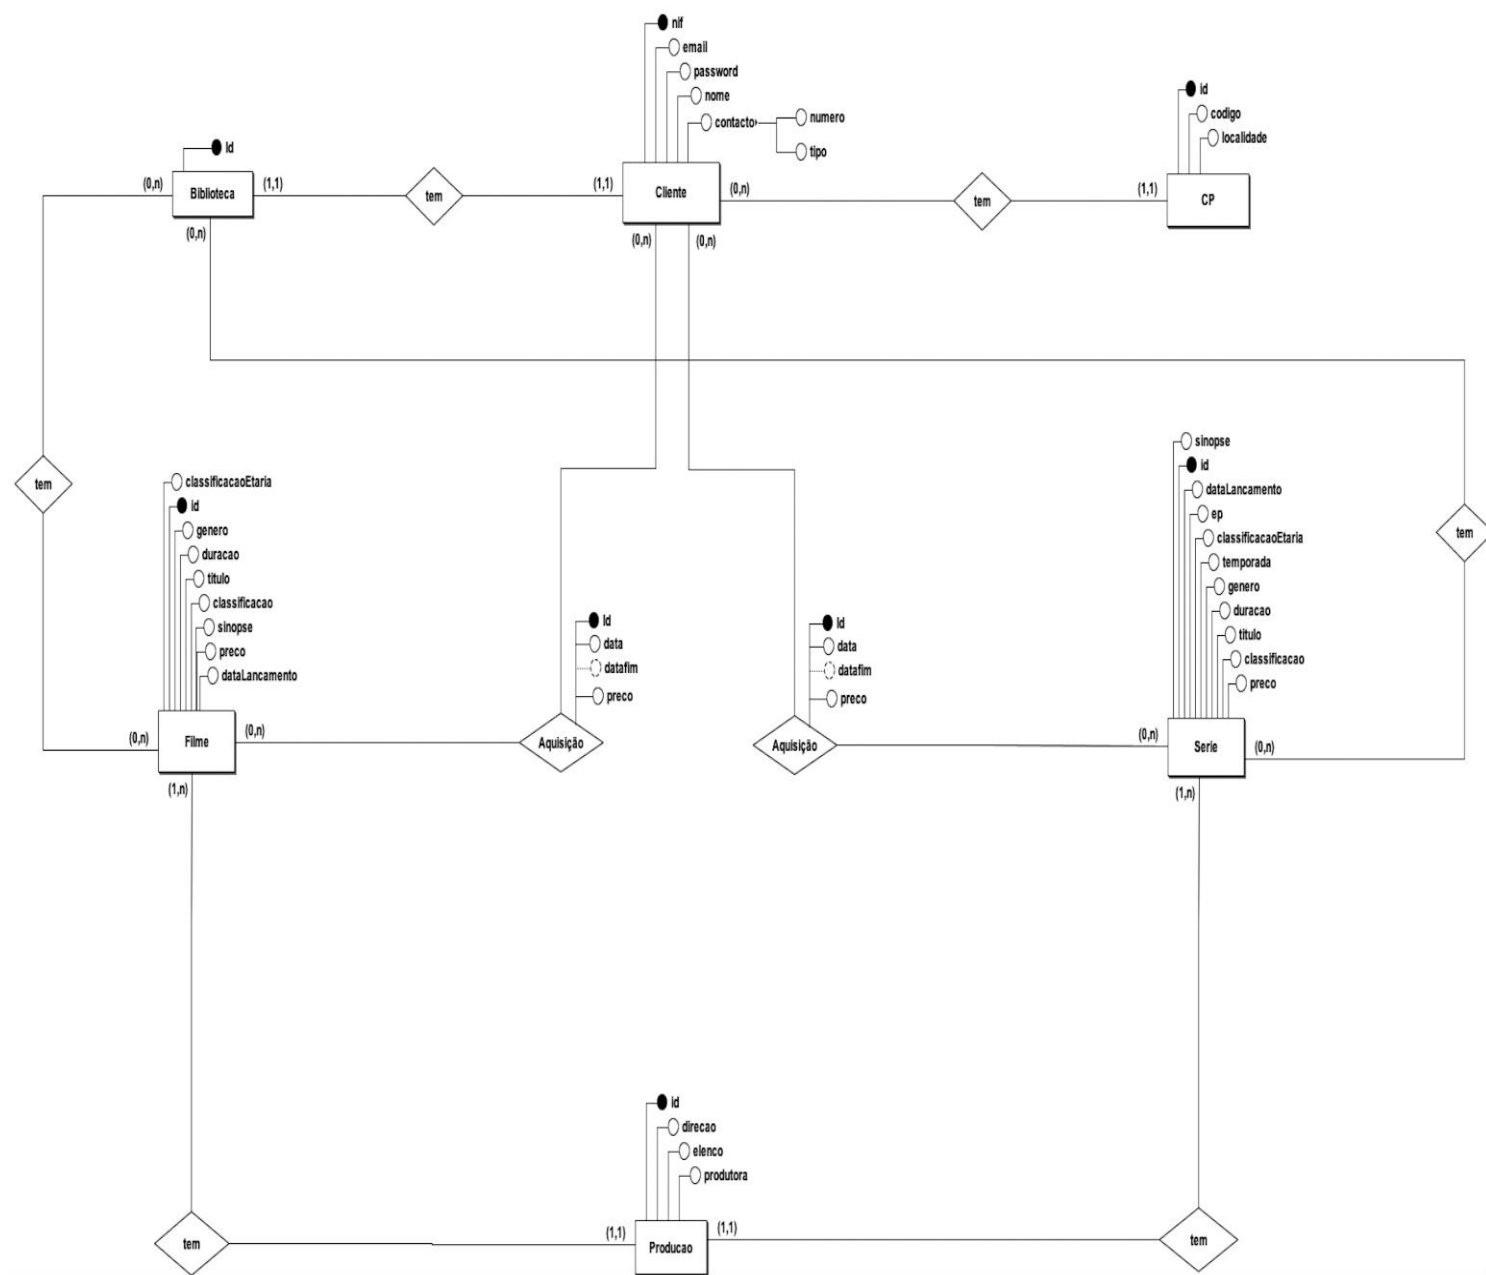 nif
email
password
nome
contacto
numero
tipo
id
codigo
localidade
Id
(0,n)
Biblioteca
(1,1)
tem
(1,1)
Cliente
(0,n)
tem
(1,1)
CP
(0,n)
(0,n)
(0,n)
sinopse
id
dataLancamento
ep
classificacaoEtaria
temporada
genero
duracao
titulo
classificacao
preco
tem
classificacaoEtaria
id
genero
duracao
titulo
classificacao
sinopse
preco
dataLancamento
tem
Id
data
datafim
preco
Id
data
datafim
preco
(0,n)
Filme
(0,n)
Aquisição
Aquisição
(0,n)
Serie
(0,n)
(1,n)
(1,n)
id
direcao
elenco
produtora
tem
(1,1)
Producao
(1,1)
tem